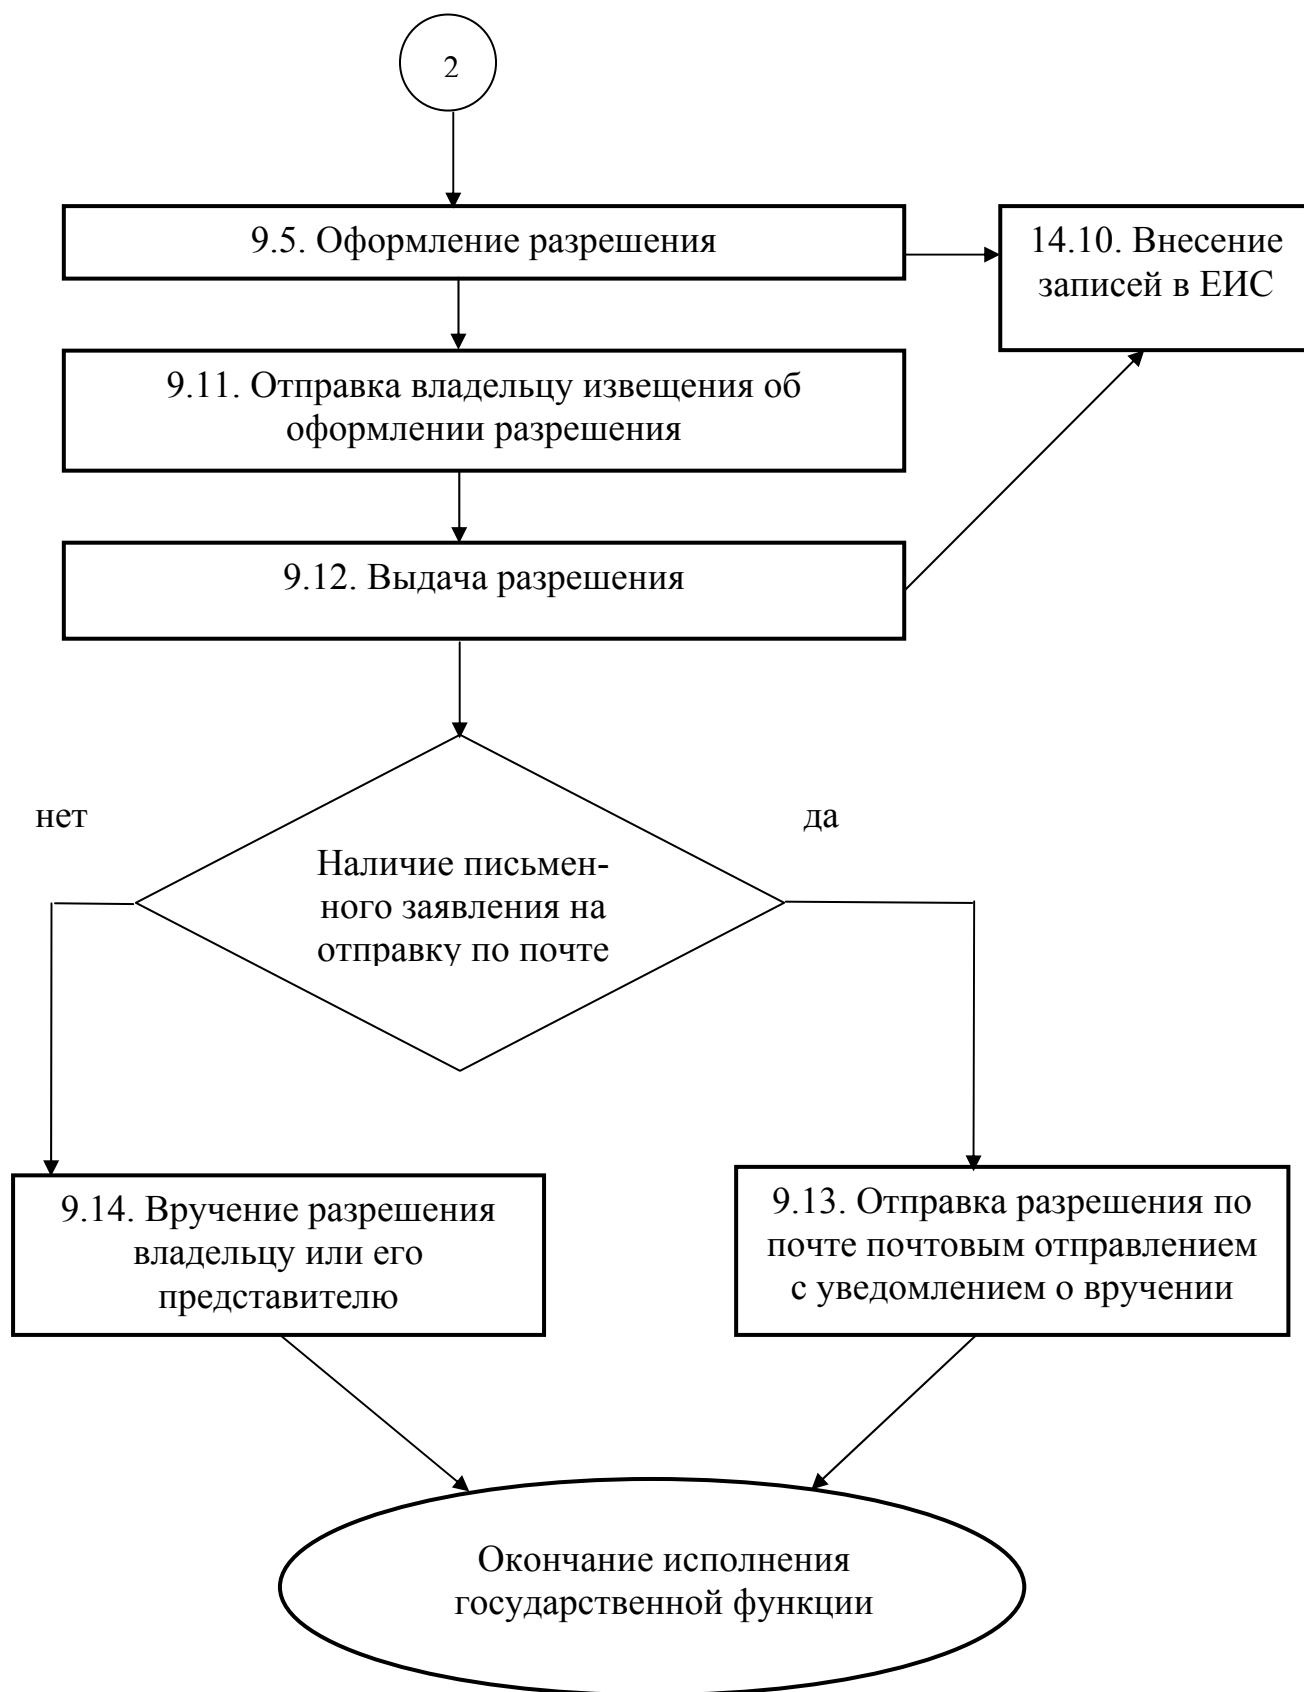 2
9.5. Оформление разрешения
14.10. Внесение
записей в ЕИС
9.11. Отправка владельцу извещения об
оформлении разрешения
9.12. Выдача разрешения
нет
да
Наличие письмен-
ного заявления на
отправку по почте
9.14. Вручение разрешения
владельцу или его
представителю
9.13. Отправка разрешения по
почте почтовым отправлением
с уведомлением о вручении
Окончание исполнения
государственной функции